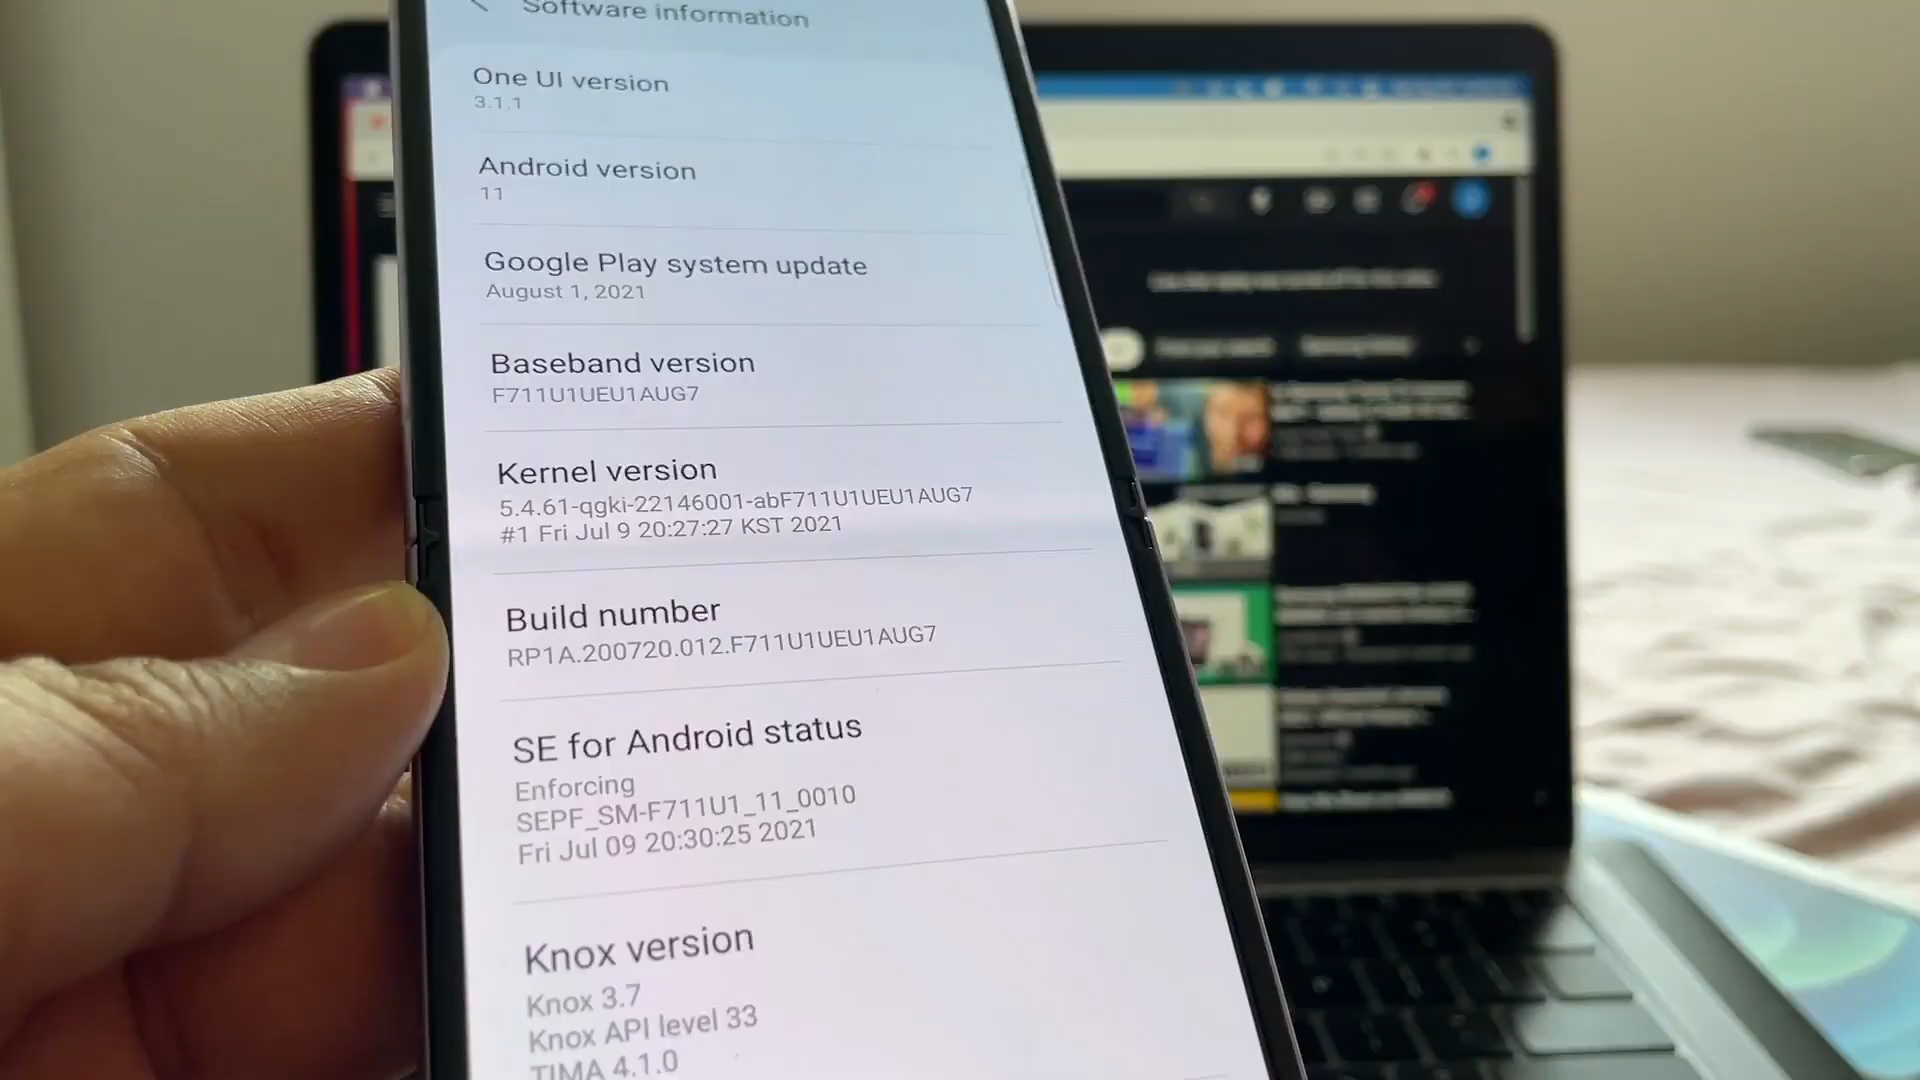 Software information
One UI version
3.1.1
Android version
11
Google Play system update
August 1, 2021
Baseband version
F711U1UEU1AUG7
Kernel version
5.4.61-qgki-22146001-abF711U1UEU1AUG7
#1 Fri Jul 9 20:27:27 KST 2021
Build number
RP1A.200720.012.F711U1UEU1AUG7
SE for Android status
Enforcing
SEPF_SM-F711U1_11_0010
Fri Jul 09 20:30:25 2021
Knox version
Knox 3.7
Knox API level 33
TIMA 4.1.0